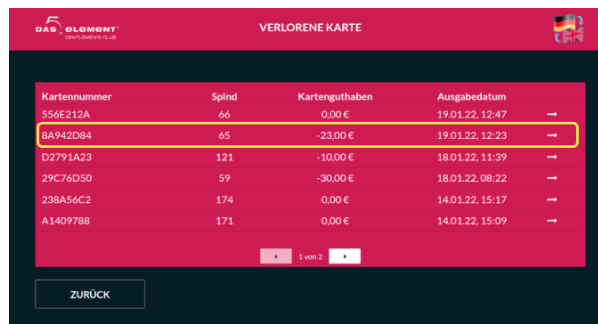 DAS ELEMENT
GENTLEMEN'S CLUB
VERLORENE KARTE
Kartennummer Spind Kartenguthaben Ausgabedatum
556E212A 66 0,00 € 19.01.22, 12:47 →
8A942D84 65 -23,00 € 19.01.22, 12:23 →
D2791A23 121 -10,00 € 18.01.22, 11:39 →
29C76D50 59 -30,00 € 18.01.22, 08:22 →
238A56C2 174 0,00 € 14.01.22, 15:17 →
A1409788 171 0,00 € 14.01.22, 15:09 →
1 von 2
ZURÜCK